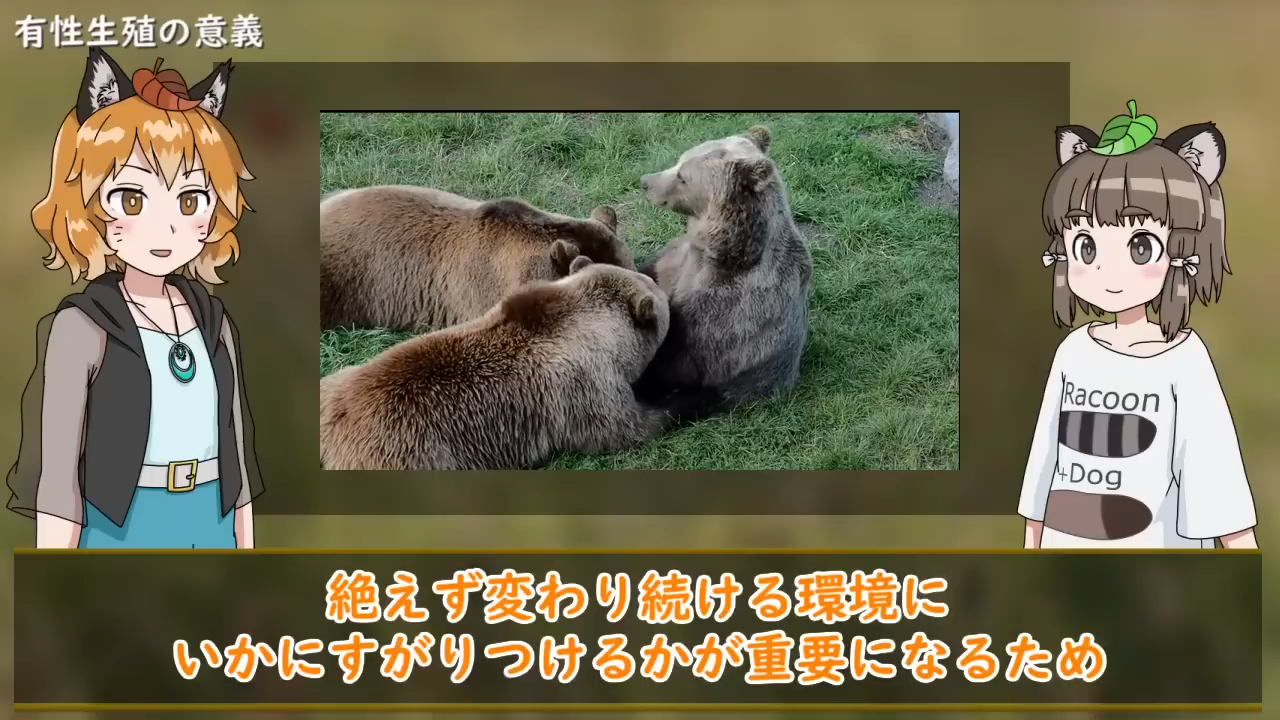 有性生殖の意義
Racoon
+Dog
絶えず変わり続ける環境に
いかにすがりつけるかが重要になるため